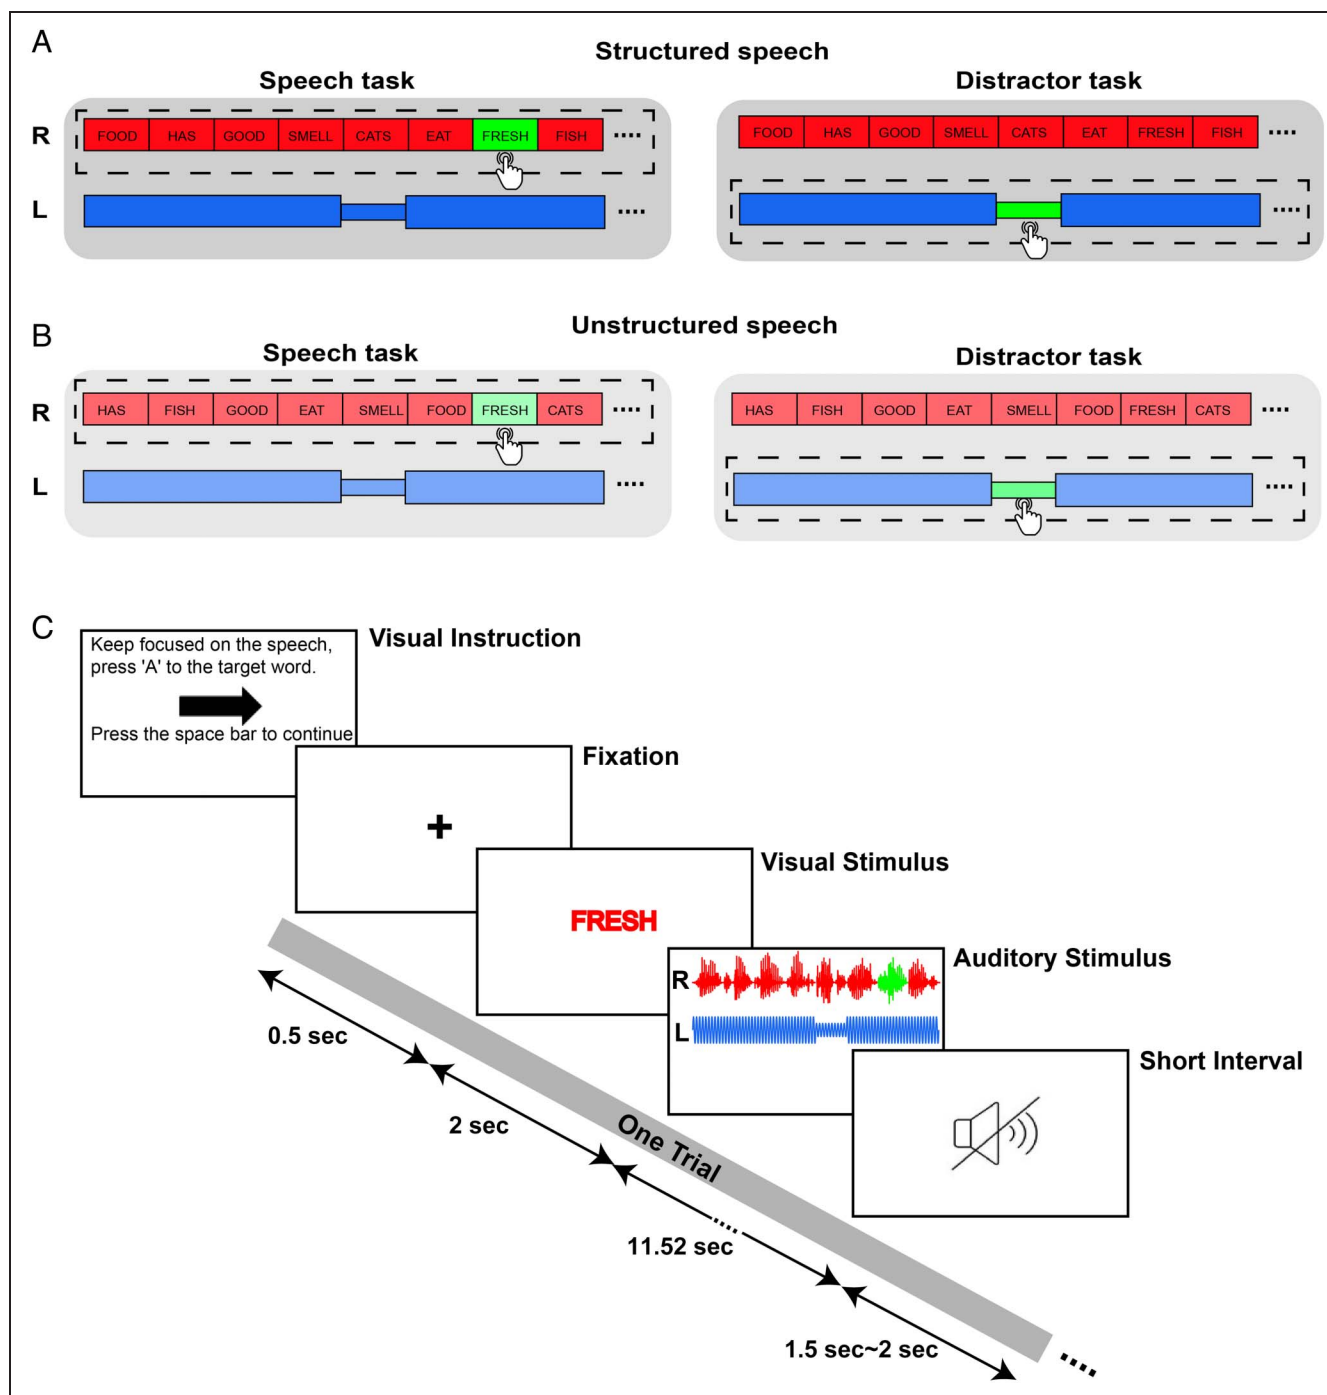 A
Structured speech
Speech task
R
FOOD HAS GOOD SMELL CATS EAT FRESH FISH ....
L
....
Distractor task
FOOD HAS GOOD SMELL CATS EAT FRESH FISH ....
....
B
Unstructured speech
Speech task
R
HAS FISH GOOD EAT SMELL FOOD FRESH CATS ....
L
....
Distractor task
HAS FISH GOOD EAT SMELL FOOD FRESH CATS ....
....
C
Keep focused on the speech,
press 'A' to the target word.
Press the space bar to continue
Visual Instruction
+
Fixation
FRESH
Visual Stimulus
R
L
Auditory Stimulus
Short Interval
0.5 sec
2 sec
11.52 sec
1.5 sec~2 sec
One Trial
....